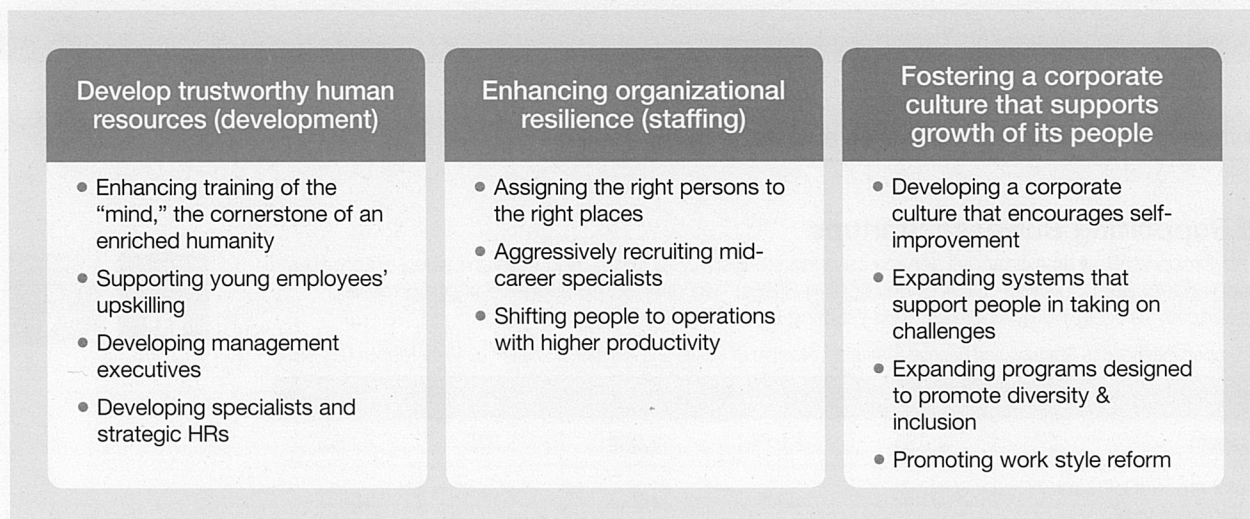 Develop trustworthy human
resources (development)
• Enhancing training of the
“mind,” the cornerstone of an
enriched humanity
• Supporting young employees’
upskilling
• Developing management
executives
• Developing specialists and
strategic HRs
Enhancing organizational
resilience (staffing)
• Assigning the right persons to
the right places
• Aggressively recruiting mid-
career specialists
• Shifting people to operations
with higher productivity
Fostering a corporate
culture that supports
growth of its people
• Developing a corporate
culture that encourages self-
improvement
• Expanding systems that
support people in taking on
challenges
• Expanding programs designed
to promote diversity &
inclusion
• Promoting work style reform